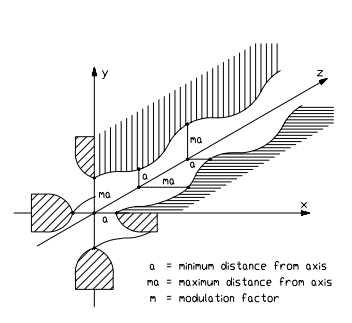 y
z
ma
a
a
ma
ma
a
x
a = minimum distance from axis
ma = maximum distance from axis
m = modulation factor